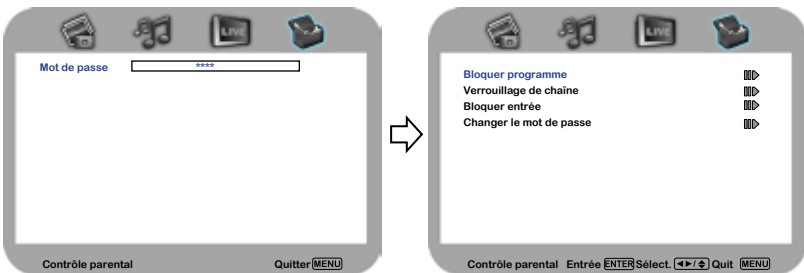 LIVE
Mot de passe ****
Contrôle parental Quitter MENU
LIVE
Bloquer programme
Verrouillage de chaîne
Bloquer entrée
Changer le mot de passe
Contrôle parental Entrée ENTER Sélect. ◄►/◆ Quit MENU